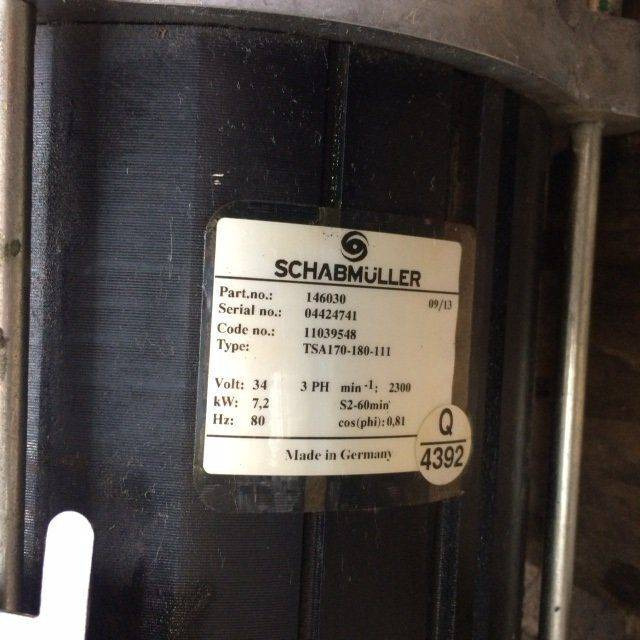 SCHABMÜLLER
Part.no.: 146030 09/13
Serial no.: 04424741
Code no.: 11039548
Type: TSA170-180-111
Volt: 34 3 PH min -1: 2300
kW: 7,2 S2-60min
Hz: 80 cos(phi): 0,81
Made in Germany
Q
4392